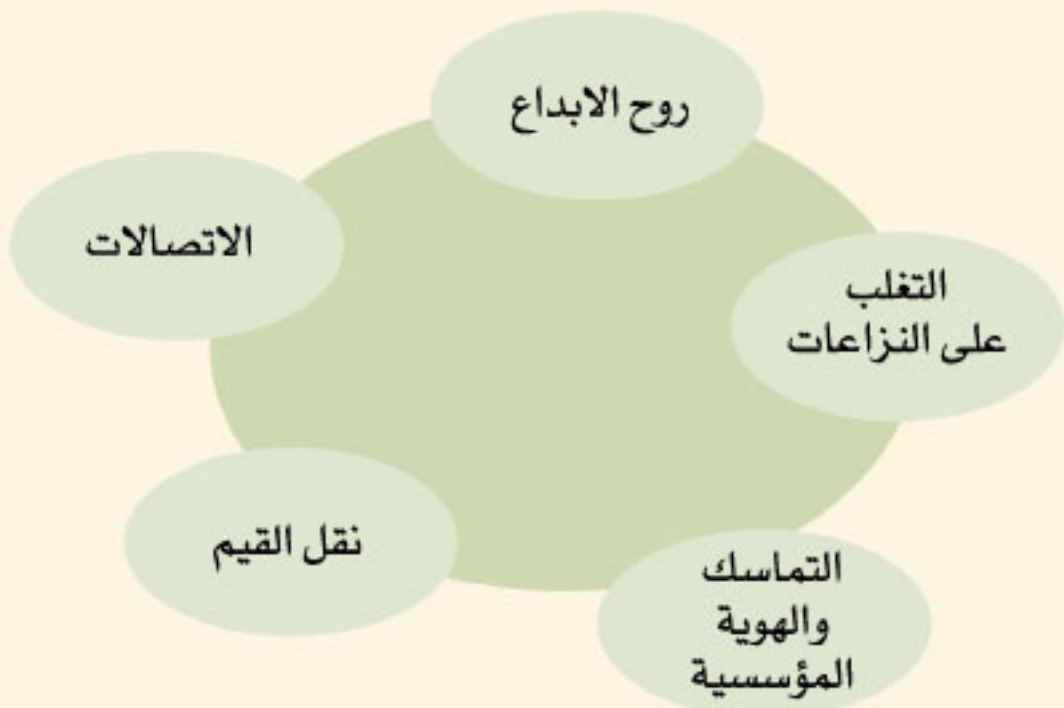 روح الابداع
الاتصالات
التغلب
على النزاعات
نقل القيم
التماسك
والهوية
المؤسسية